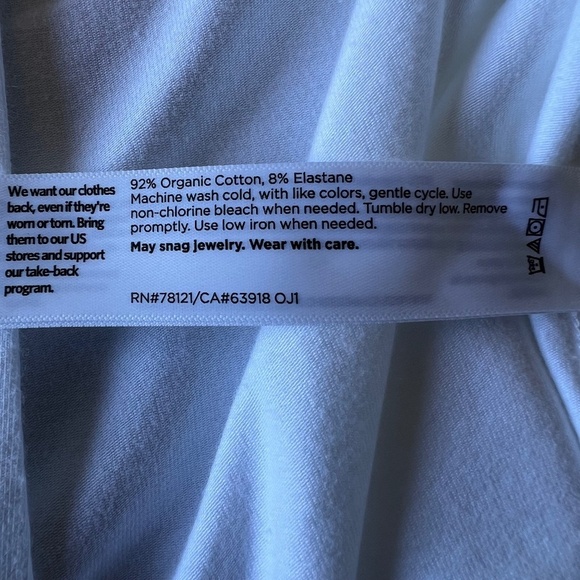 We want our clothes
back, even if they're
worn or torn. Bring
them to our US
stores and support
our take-back
program.
92% Organic Cotton, 8% Elastane
Machine wash cold, with like colors, gentle cycle. Use
non-chlorine bleach when needed. Tumble dry low. Remove
promptly. Use low iron when needed.
May snag jewelry. Wear with care.
RN#78121/CA#63918 OJ1